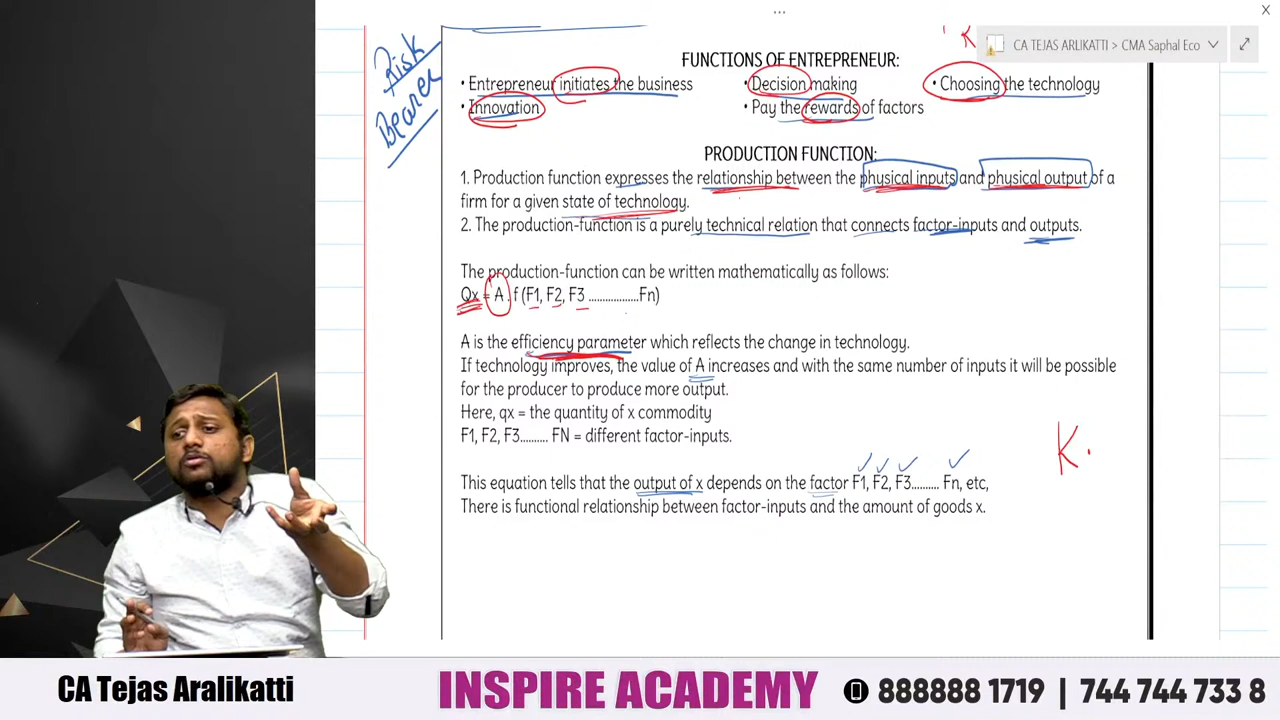 ...
X
K
CA TEJAS ARLIKATTI > CMA Saphal Eco
Risk
Bearer
FUNCTIONS OF ENTREPRENEUR:
• Entrepreneur initiates the business
• Decision making
• Choosing the technology
• Innovation
• Pay the rewards of factors
PRODUCTION FUNCTION:
1. Production function expresses the relationship between the physical inputs and physical output of a
firm for a given state of technology.
2. The production-function is a purely technical relation that connects factor-inputs and outputs.
The production-function can be written mathematically as follows:
Qx = A. f (F1, F2, F3 ..................Fn)
A is the efficiency parameter which reflects the change in technology.
If technology improves, the value of A increases and with the same number of inputs it will be possible
for the producer to produce more output.
Here, qx = the quantity of x commodity
F1, F2, F3.......... FN = different factor-inputs.
K.
This equation tells that the output of x depends on the factor F1, F2, F3.......... Fn, etc,
There is functional relationship between factor-inputs and the amount of goods x.
CA Tejas Aralikatti
INSPIRE ACADEMY
888888 1719 | 744 744 733 8